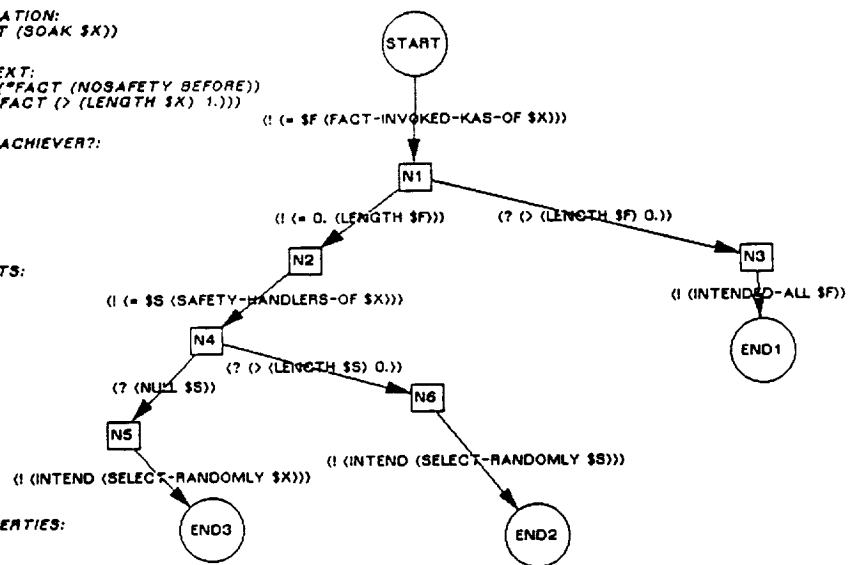 ATION:
T (SOAK $X))
EXT:
(*FACT (NOSAFETY BEFORE))
FACT (> (LENGTH $X) 1.)))
ACHIEVER?:
TS:
ERTIES:
START
(! (= $F (FACT-INVOKED-KAS-OF $X)))
N1
(! (= 0. (LENGTH $F)))
(? (> (LENGTH $F) 0.))
N2
N3
(! (= $S (SAFETY-HANDLERS-OF $X)))
(! (INTENDED-ALL $F))
N4
END1
(? (> (LENGTH $S) 0.))
(? (NULL $S))
N6
N5
(! (INTEND (SELECT-RANDOMLY $S)))
(! (INTEND (SELECT-RANDOMLY $X)))
END3
END2